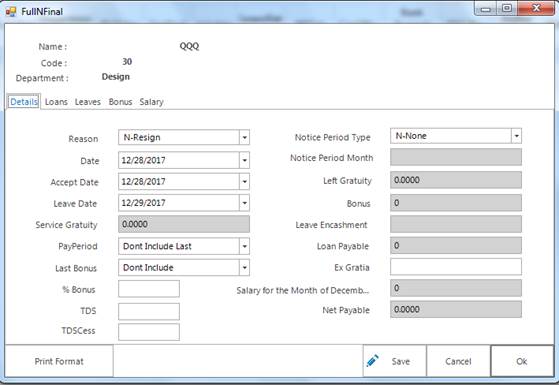 FullNFinal
Name : QQQ
Code : 30
Department : Design
Details Loans Leaves Bonus Salary
Reason N-Resign Notice Period Type N-None
Date 12/28/2017 Notice Period Month
Accept Date 12/28/2017 Left Gratuity 0.0000
Leave Date 12/29/2017 Bonus 0
Service Gratuity 0.0000 Leave Encashment
PayPeriod Dont Include Last Loan Payable 0
Last Bonus Dont Include Ex Gratia
% Bonus Salary for the Month of Decemb... 0
TDS Net Payable 0.0000
TDSCess
Print Format Save Cancel Ok